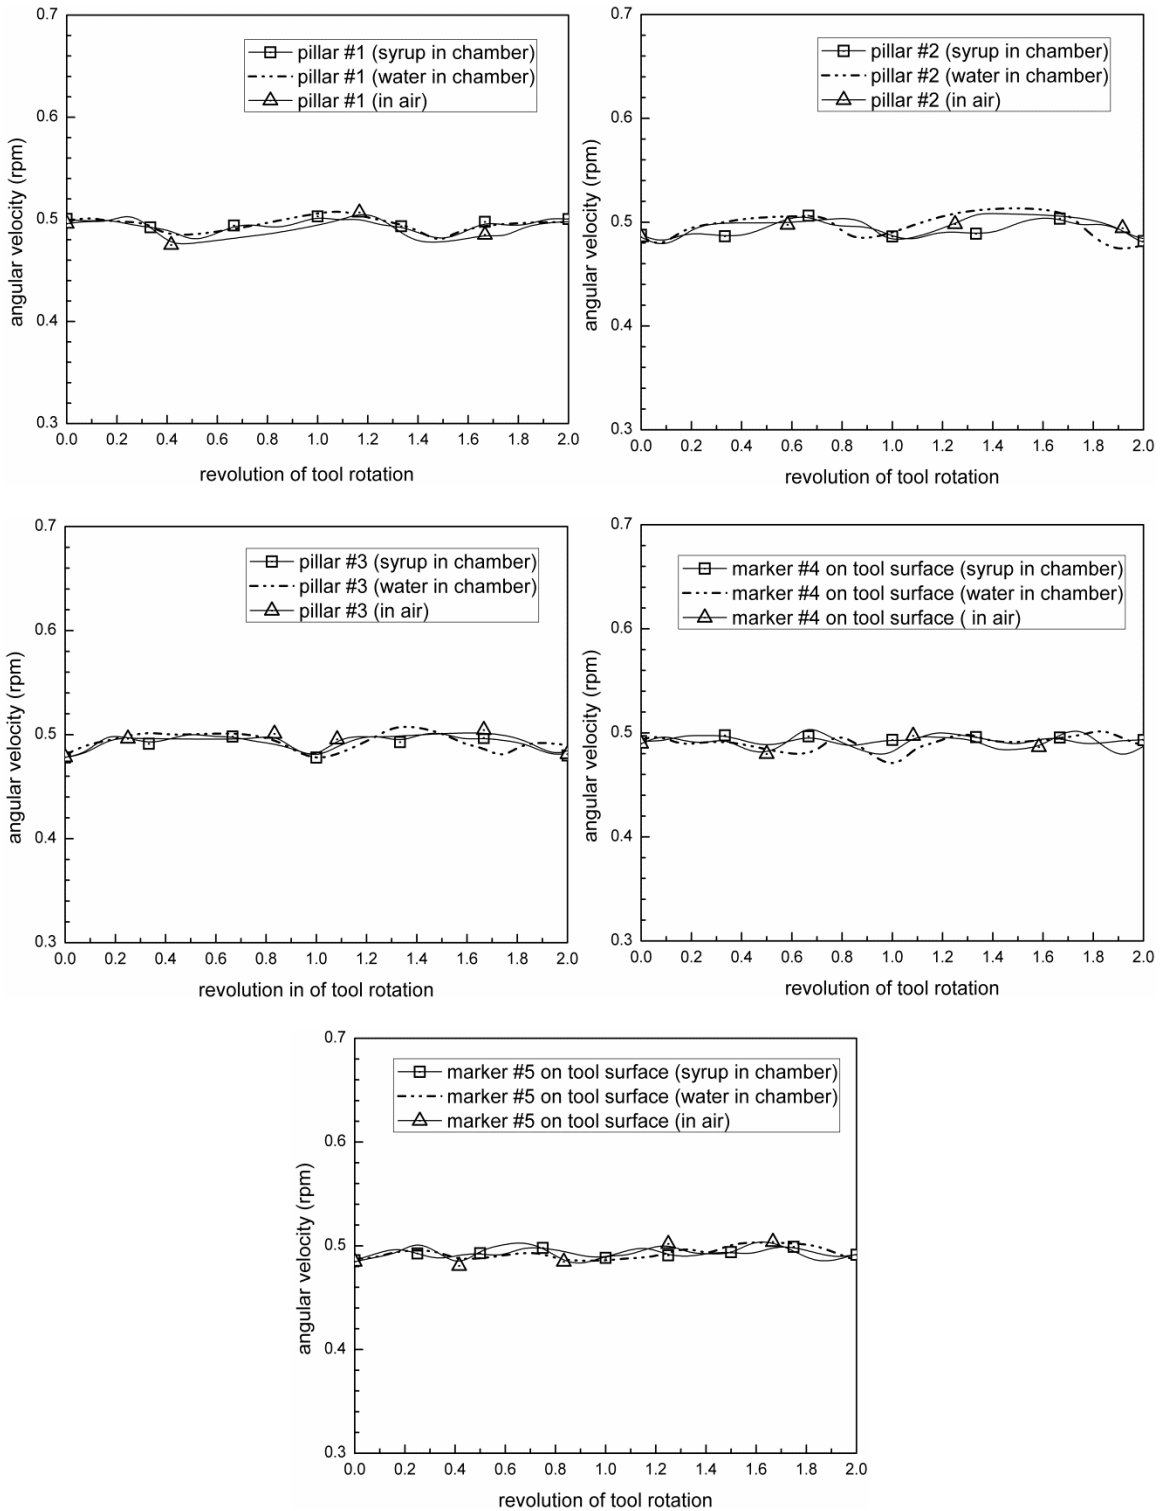 0.7
0.6
0.5
0.4
0.3
angular velocity (rpm)
pillar #1 (syrup in chamber)
pillar #1 (water in chamber)
pillar #1 (in air)
0.0 0.2 0.4 0.6 0.8 1.0 1.2 1.4 1.6 1.8 2.0
revolution of tool rotation
0.7
0.6
0.5
0.4
0.3
angular velocity (rpm)
pillar #2 (syrup in chamber)
pillar #2 (water in chamber)
pillar #2 (in air)
0.0 0.2 0.4 0.6 0.8 1.0 1.2 1.4 1.6 1.8 2.0
revolution of tool rotation
0.7
0.6
0.5
0.4
0.3
angular velocity (rpm)
pillar #3 (syrup in chamber)
pillar #3 (water in chamber)
pillar #3 (in air)
0.0 0.2 0.4 0.6 0.8 1.0 1.2 1.4 1.6 1.8 2.0
revolution in of tool rotation
0.7
0.6
0.5
0.4
0.3
angular velocity (rpm)
marker #4 on tool surface (syrup in chamber)
marker #4 on tool surface (water in chamber)
marker #4 on tool surface ( in air)
0.0 0.2 0.4 0.6 0.8 1.0 1.2 1.4 1.6 1.8 2.0
revolution of tool rotation
0.7
0.6
0.5
0.4
0.3
angular velocity (rpm)
marker #5 on tool surface (syrup in chamber)
marker #5 on tool surface (water in chamber)
marker #5 on tool surface (in air)
0.0 0.2 0.4 0.6 0.8 1.0 1.2 1.4 1.6 1.8 2.0
revolution of tool rotation